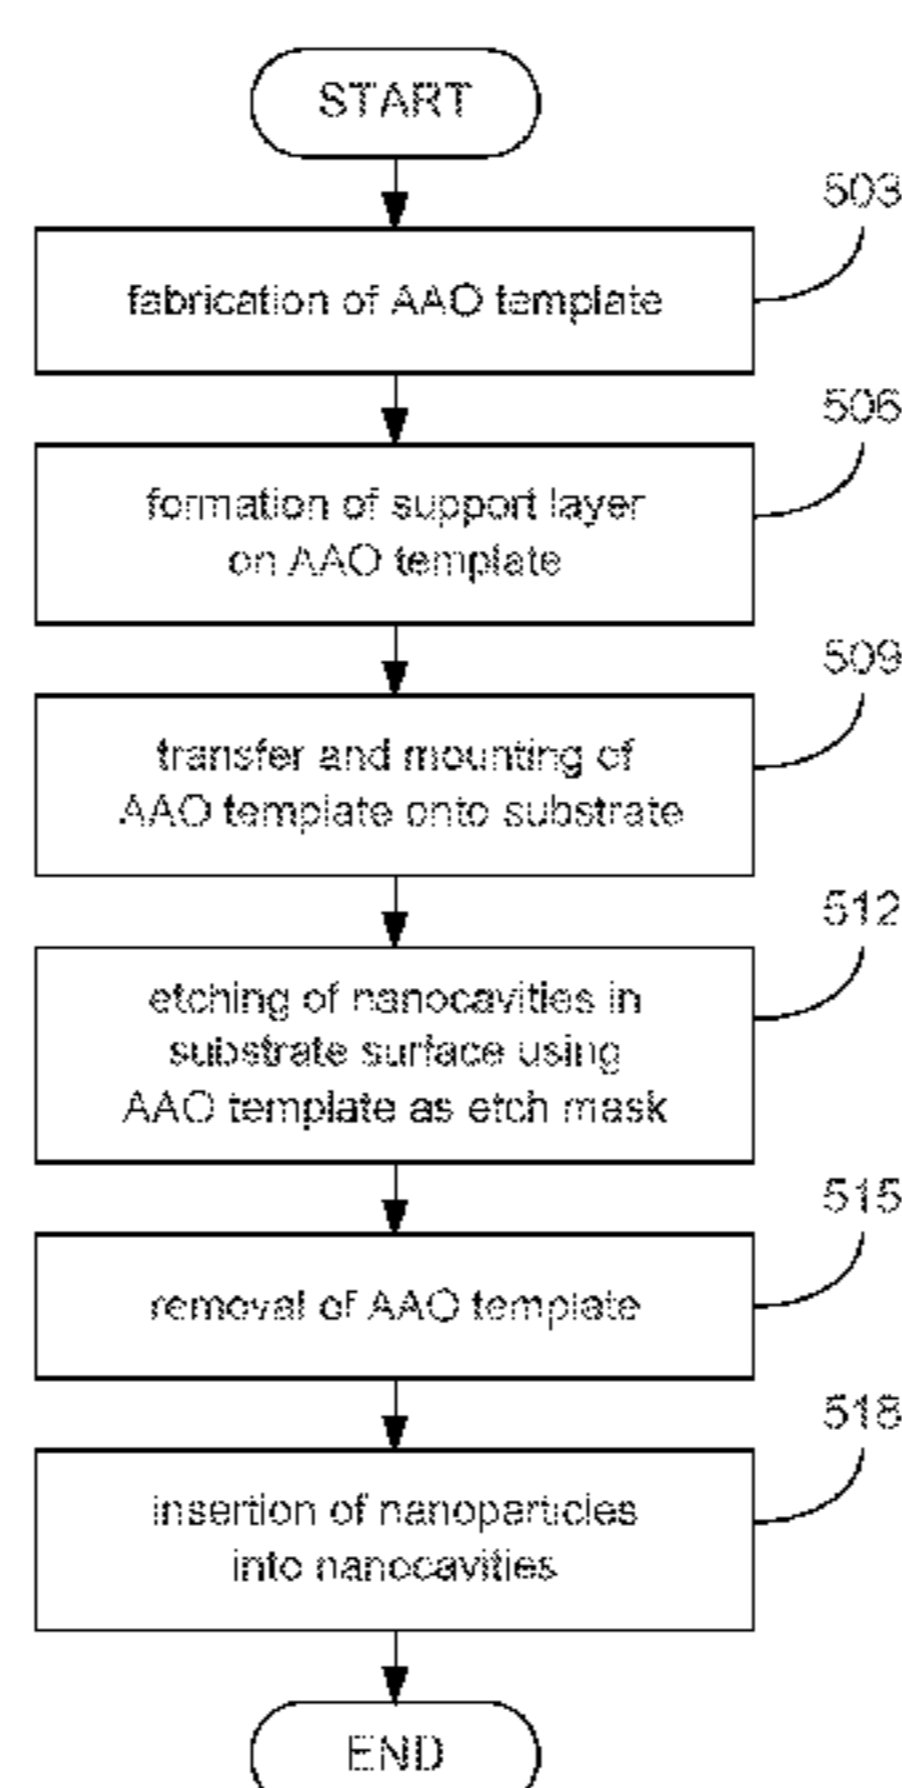 START
503
fabrication of AAO template
506
formation of support layer
on AAO template
509
transfer and mounting of
AAO template onto substrate
512
etching of nanocavities in
substrate surface using
AAO template as etch mask
515
removal of AAO template
518
insertion of nanoparticles
into nanocavities
END